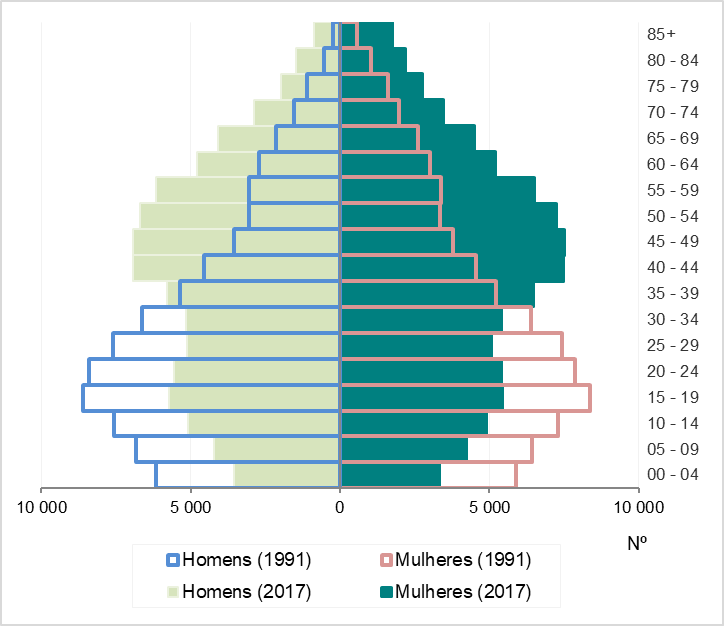 85+
80 - 84
75 - 79
70 - 74
65 - 69
60 - 64
55 - 59
50 - 54
45 - 49
40 - 44
35 - 39
30 - 34
25 - 29
20 - 24
15 - 19
10 - 14
05 - 09
00 - 04
10 000 5 000 0 5 000 10 000
Nº
Homens (1991) Mulheres (1991)
Homens (2017) Mulheres (2017)